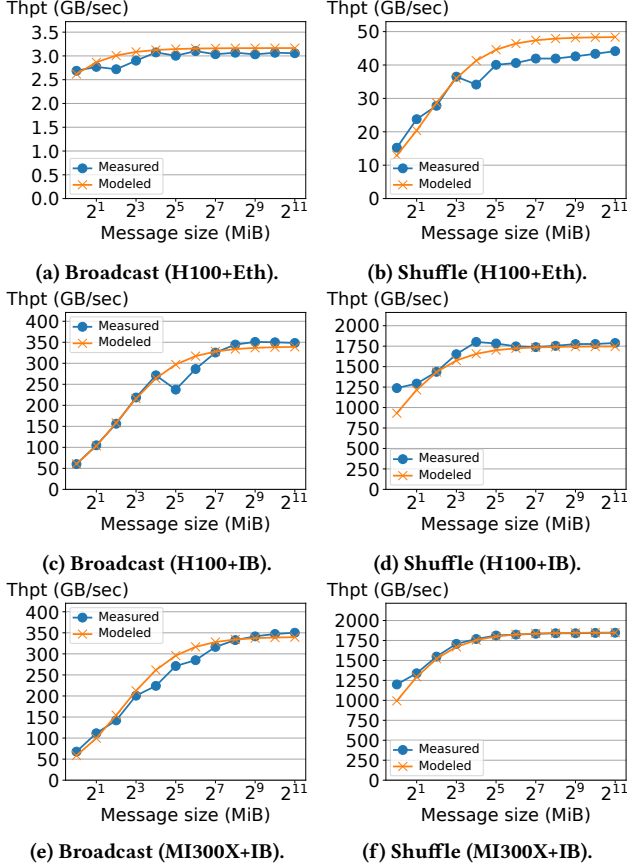 Thpt (GB/sec)
3.5
3.0
2.5
2.0
1.5
1.0
0.5
0.0
Measured
Modeled
2^1 2^3 2^5 2^7 2^9 2^11
Message size (MiB)
(a) Broadcast (H100+Eth).
Thpt (GB/sec)
50
40
30
20
10
0
Measured
Modeled
2^1 2^3 2^5 2^7 2^9 2^11
Message size (MiB)
(b) Shuffle (H100+Eth).
Thpt (GB/sec)
400
350
300
250
200
150
100
50
0
Measured
Modeled
2^1 2^3 2^5 2^7 2^9 2^11
Message size (MiB)
(c) Broadcast (H100+IB).
Thpt (GB/sec)
2000
1750
1500
1250
1000
750
500
250
0
Measured
Modeled
2^1 2^3 2^5 2^7 2^9 2^11
Message size (MiB)
(d) Shuffle (H100+IB).
Thpt (GB/sec)
400
350
300
250
200
150
100
50
0
Measured
Modeled
2^1 2^3 2^5 2^7 2^9 2^11
Message size (MiB)
(e) Broadcast (MI300X+IB).
Thpt (GB/sec)
2000
1750
1500
1250
1000
750
500
250
0
Measured
Modeled
2^1 2^3 2^5 2^7 2^9 2^11
Message size (MiB)
(f) Shuffle (MI300X+IB).